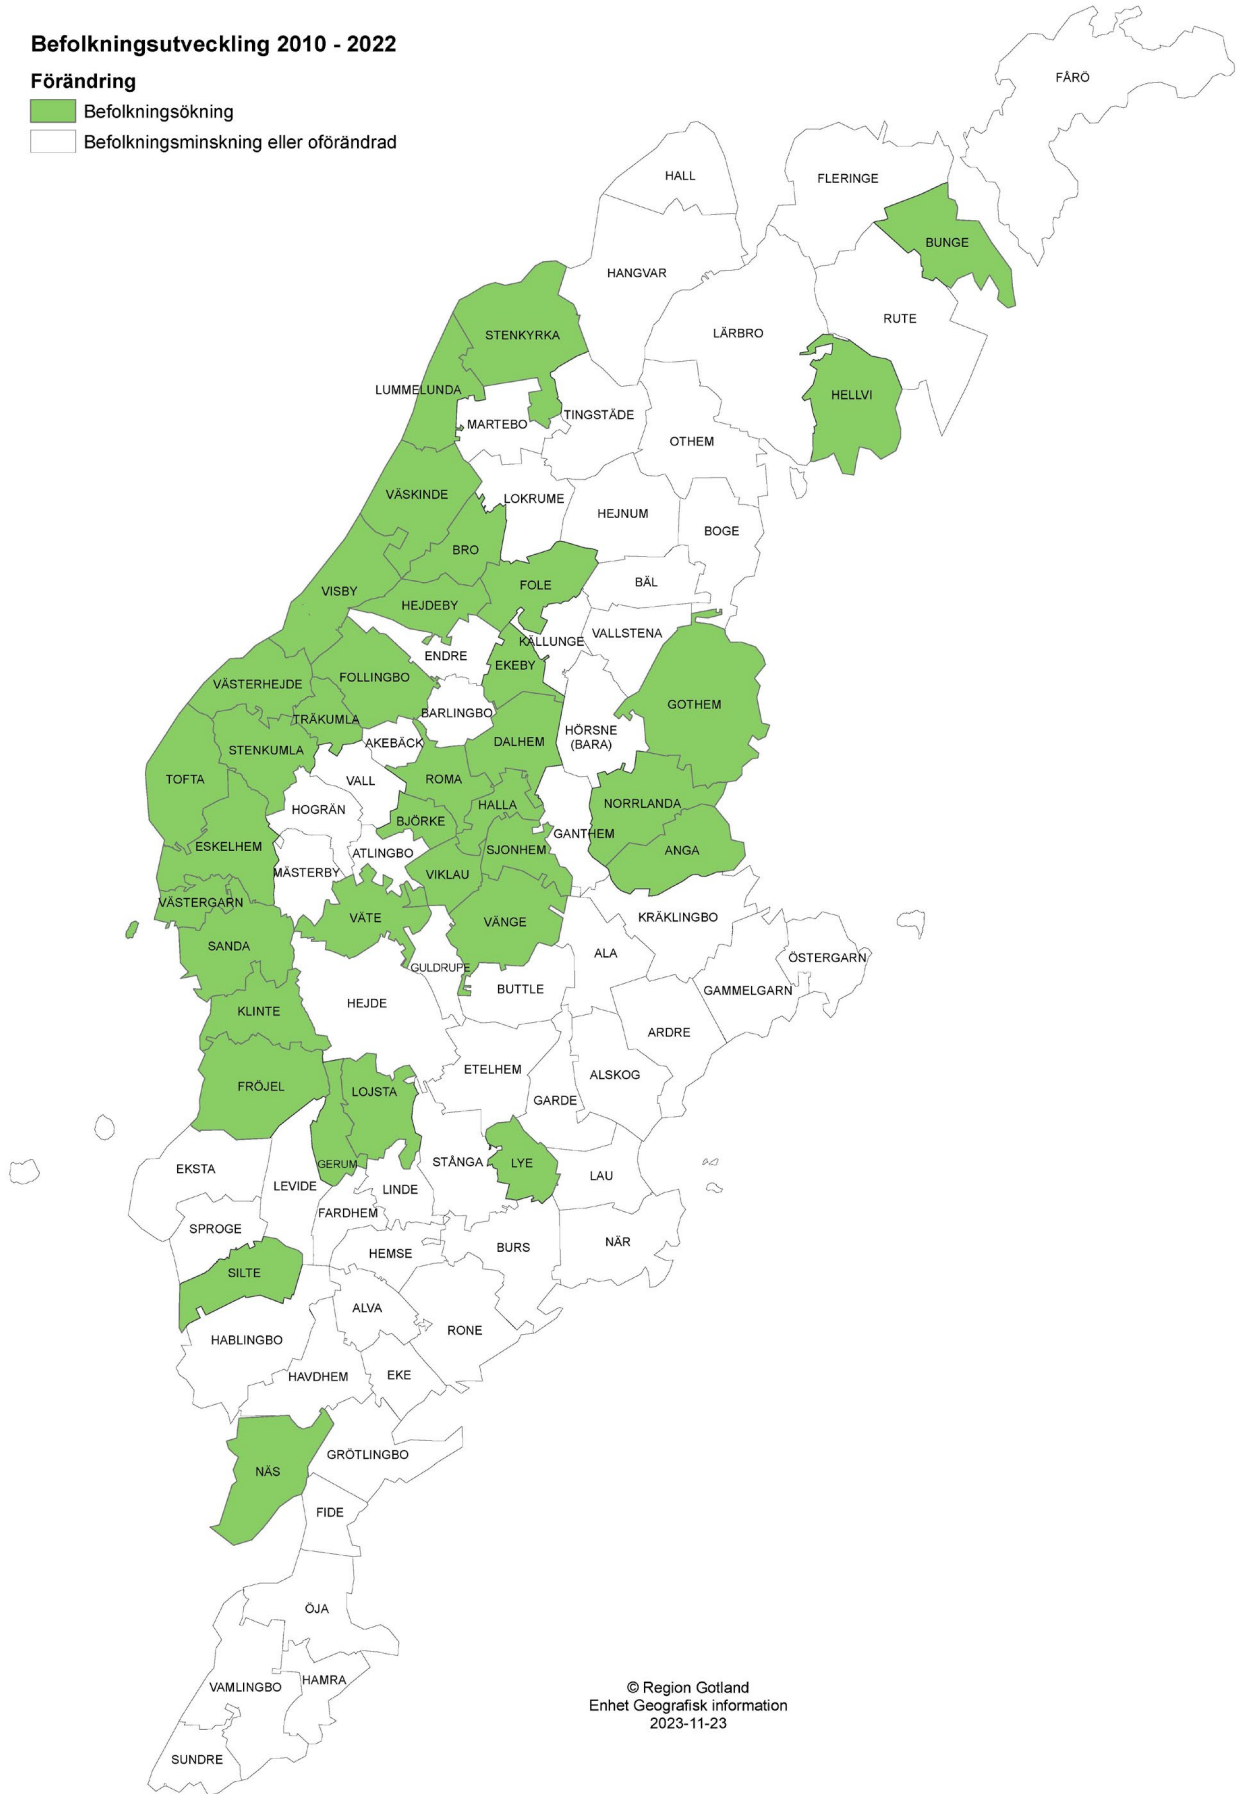 Befolkningsutveckling 2010 - 2022
Förändring
Befolkningsökning
Befolkningsminskning eller oförändrad
FÅRÖ
HALL
FLERINGE
BUNGE
HANGVAR
RUTE
LÄRBRO
STENKYRKA
LUMMELUNDA
HELLVI
TINGSTÄDE
MARTEBO
OTHEM
VÄSKINDE
LOKRUME
HEJNUM
BOGE
BRO
BÄL
FOLE
VISBY
HEJDEBY
VALLSTENA
KÄLLUNGE
ENDRE
EKEBY
FOLLINGBO
VÄSTERHEJDE
GOTHEM
BARLINGBO
TRÄKUMLA
HÖRSNE
(BARA)
DALHEM
AKEBÄCK
STENKUMLA
TOFTA
VALL
ROMA
HALLA
NORRLANDA
HOGRÄN
BJÖRKE
GANTHEM
ESKELHEM
ATLINGBO
SJONHEM
ANGA
MÄSTERBY
VIKLAU
VÄSTERGARN
VÄTE
VÄNGE
KRÄKLINGBO
SANDA
ALA
ÖSTERGARN
GULDRUPE
BUTTLE
GAMMELGARN
HEJDE
KLINTE
ARDRE
ETELHEM
ALSKOG
FRÖJEL
LOJSTA
GARDE
GERUM
STÅNGA
LYE
EKSTA
LAU
LEVIDE
LINDE
FARDHEM
SPROGE
NÄR
BURS
HEMSE
SILTE
ALVA
RONE
HABLINGBO
HAVDHEM
EKE
GRÖTLINGBO
NÄS
FIDE
ÖJA
HAMRA
VAMLINGBO
SUNDRE
© Region Gotland
Enhet Geografisk information
2023-11-23